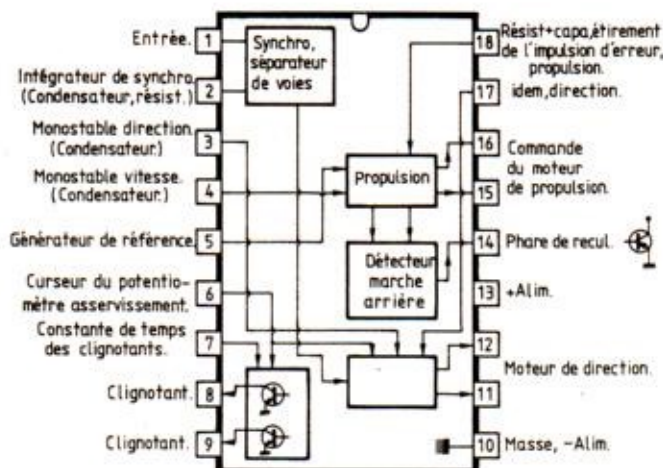 Entrée.
1
Intégrateur de synchro.
(Condensateur,résist.)
2
Monostable direction.
(Condensateur.)
3
Monostable vitesse.
(Condensateur.)
4
Générateur de référence.
5
Curseur du potentio-
mètre asservissement.
6
Constante de temps
des clignotants.
7
Clignotant.
8
Clignotant.
9
Synchro,
séparateur
de voies
Propulsion
Détecteur
marche
arrière
18
Résist+capa,étirement
de l'impulsion d'erreur,
propulsion.
17
idem,direction.
16
Commande
du moteur
de propulsion.
15
14
Phare de recul.
13
+Alim.
12
Moteur de direction.
11
10
Masse, -Alim.